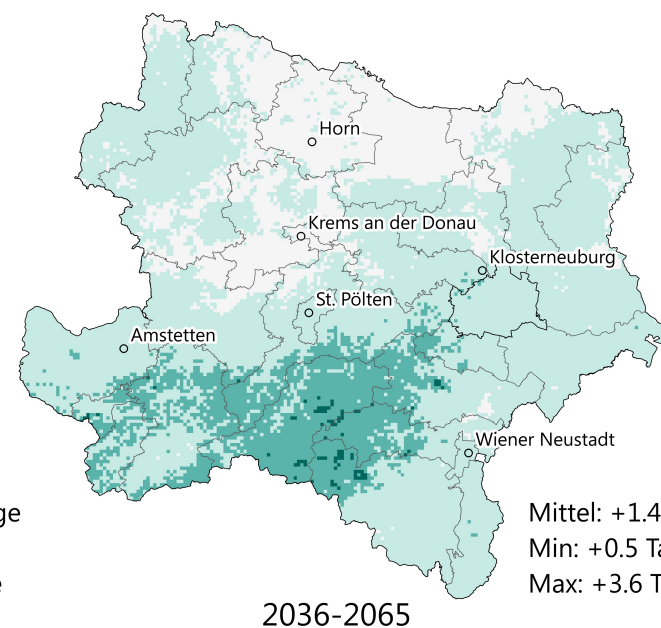 Horn
Krems an der Donau
Klosterneuburg
St. Pölten
Amstetten
Wiener Neustadt
Mittel: +1.4
Min: +0.5
Max: +3.6
2036-2065